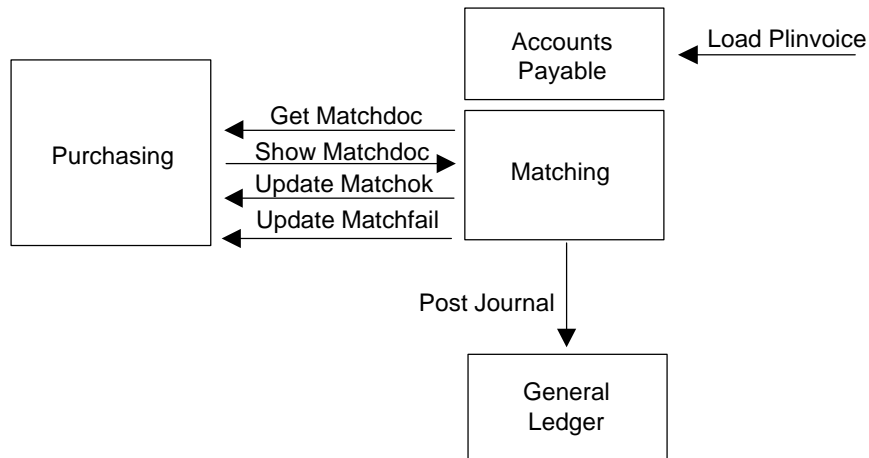 Accounts
Payable
Load Plinvoice
Purchasing
Get Matchdoc
Show Matchdoc
Update Matchok
Update Matchfail
Matching
Post Journal
General
Ledger